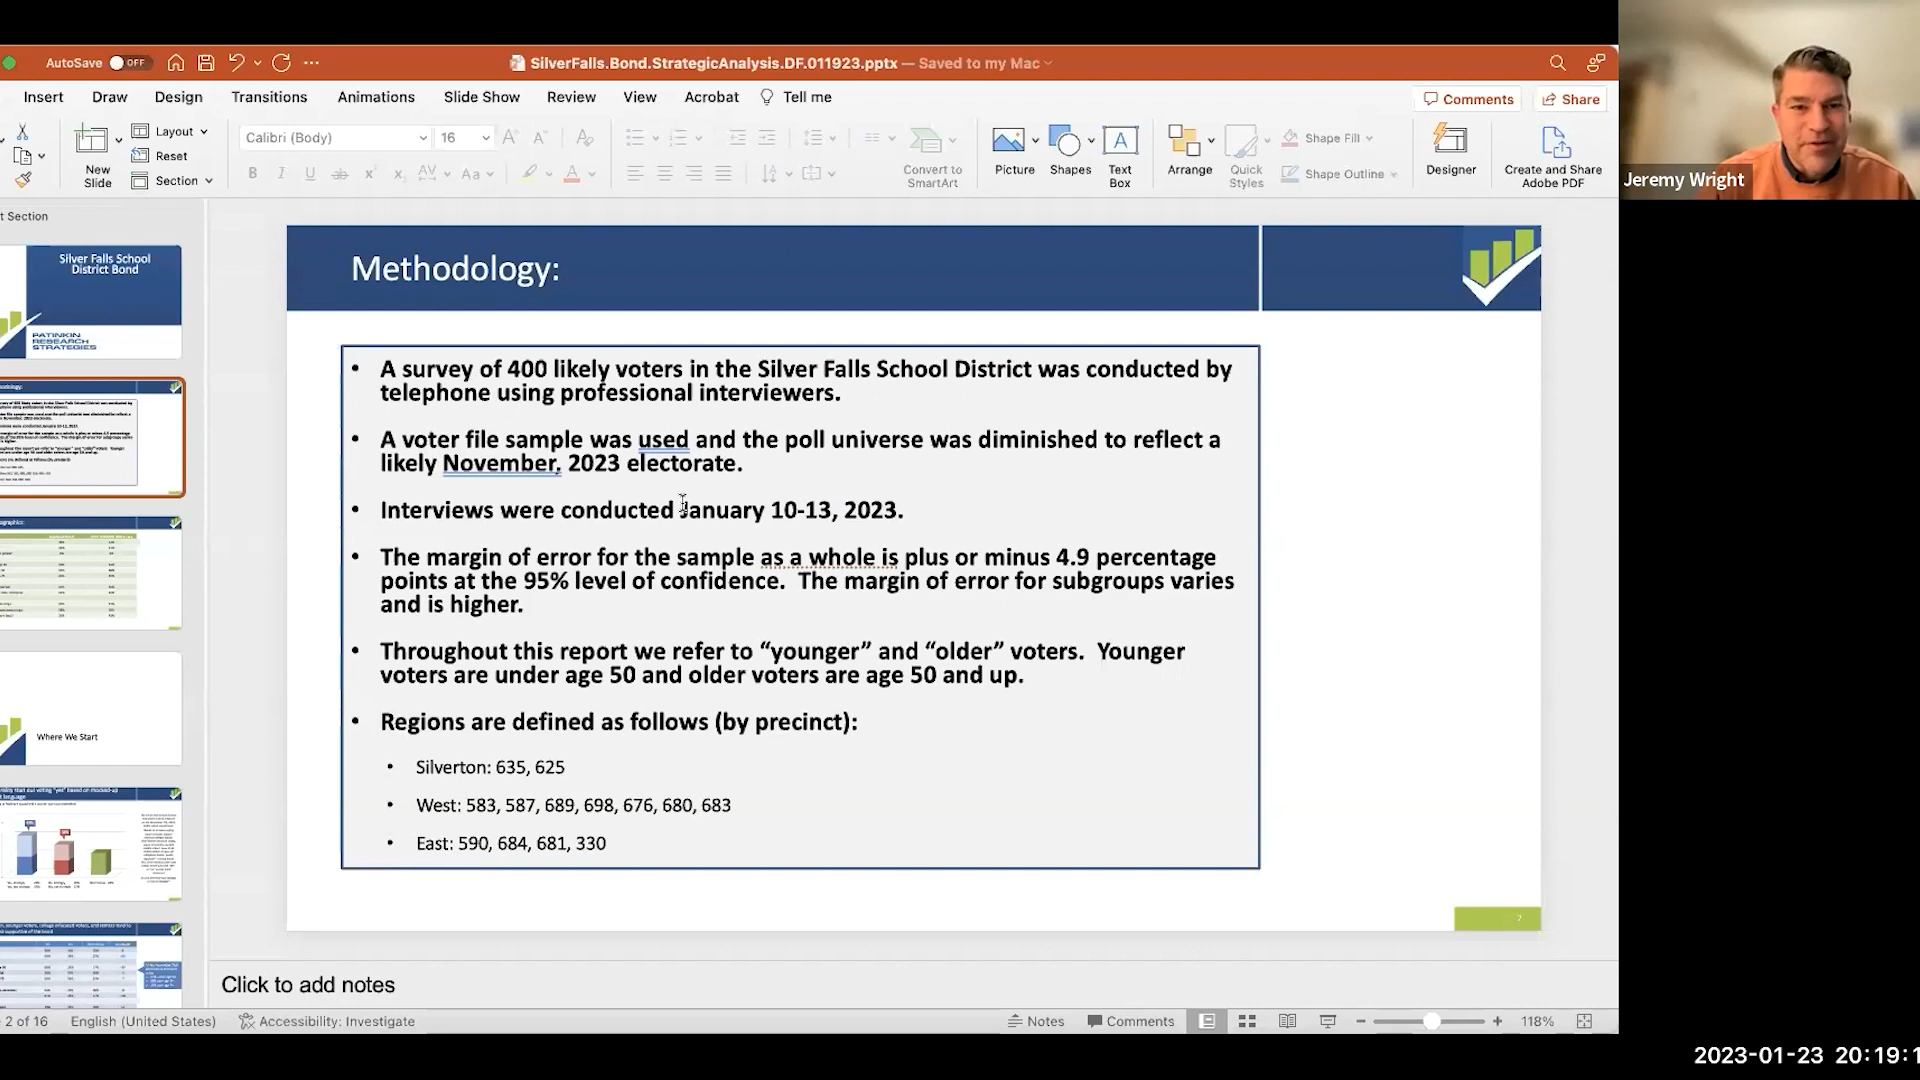 AutoSave OFF
SilverFalls.Bond.StrategicAnalysis.DF.011923.pptx — Saved to my Mac
Insert Draw Design Transitions Animations Slide Show Review View Acrobat Tell me
Comments Share
New Slide
Layout
Reset
Section
Calibri (Body) 16
Convert to SmartArt
Picture
Shapes
Text Box
Arrange
Quick Styles
Shape Fill
Shape Outline
Designer
Create and Share Adobe PDF
Jeremy Wright
t Section
Silver Falls School
District Bond
PATINKIN
RESEARCH
STRATEGIES
Where We Start
Methodology:
• A survey of 400 likely voters in the Silver Falls School District was conducted by
telephone using professional interviewers.
• A voter file sample was used and the poll universe was diminished to reflect a
likely November, 2023 electorate.
• Interviews were conducted January 10-13, 2023.
• The margin of error for the sample as a whole is plus or minus 4.9 percentage
points at the 95% level of confidence. The margin of error for subgroups varies
and is higher.
• Throughout this report we refer to “younger” and “older” voters. Younger
voters are under age 50 and older voters are age 50 and up.
• Regions are defined as follows (by precinct):
• Silverton: 635, 625
• West: 583, 587, 689, 698, 676, 680, 683
• East: 590, 684, 681, 330
Click to add notes
2 of 16 English (United States) Accessibility: Investigate
Notes Comments 118%
2023-01-23 20:19:1